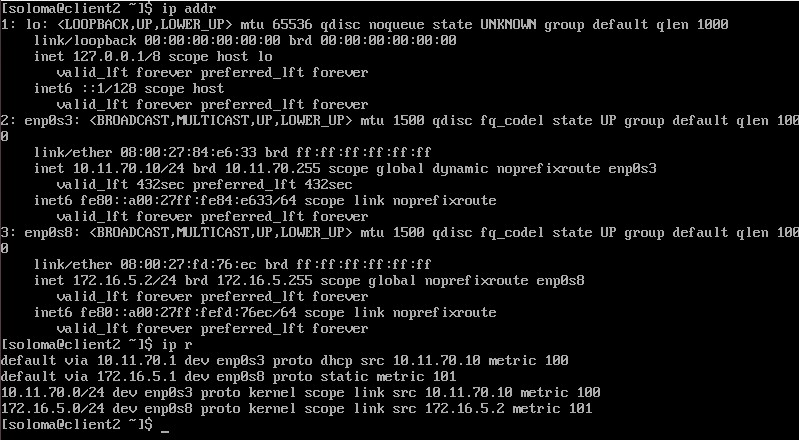 [soloma@client2 ~]$ ip addr
1: lo: <LOOPBACK,UP,LOWER_UP> mtu 65536 qdisc noqueue state UNKNOWN group default qlen 1000
    link/loopback 00:00:00:00:00:00 brd 00:00:00:00:00:00
    inet 127.0.0.1/8 scope host lo
       valid_lft forever preferred_lft forever
    inet6 ::1/128 scope host
       valid_lft forever preferred_lft forever
2: enp0s3: <BROADCAST,MULTICAST,UP,LOWER_UP> mtu 1500 qdisc fq_codel state UP group default qlen 100
0
    link/ether 08:00:27:84:e6:33 brd ff:ff:ff:ff:ff:ff
    inet 10.11.70.10/24 brd 10.11.70.255 scope global dynamic noprefixroute enp0s3
       valid_lft 432sec preferred_lft 432sec
    inet6 fe80::a00:27ff:fe84:e633/64 scope link noprefixroute
       valid_lft forever preferred_lft forever
3: enp0s8: <BROADCAST,MULTICAST,UP,LOWER_UP> mtu 1500 qdisc fq_codel state UP group default qlen 100
0
    link/ether 08:00:27:fd:76:ec brd ff:ff:ff:ff:ff:ff
    inet 172.16.5.2/24 brd 172.16.5.255 scope global noprefixroute enp0s8
       valid_lft forever preferred_lft forever
    inet6 fe80::a00:27ff:fefd:76ec/64 scope link noprefixroute
       valid_lft forever preferred_lft forever
[soloma@client2 ~]$ ip r
default via 10.11.70.1 dev enp0s3 proto dhcp src 10.11.70.10 metric 100
default via 172.16.5.1 dev enp0s8 proto static metric 101
10.11.70.0/24 dev enp0s3 proto kernel scope link src 10.11.70.10 metric 100
172.16.5.0/24 dev enp0s8 proto kernel scope link src 172.16.5.2 metric 101
[soloma@client2 ~]$ _